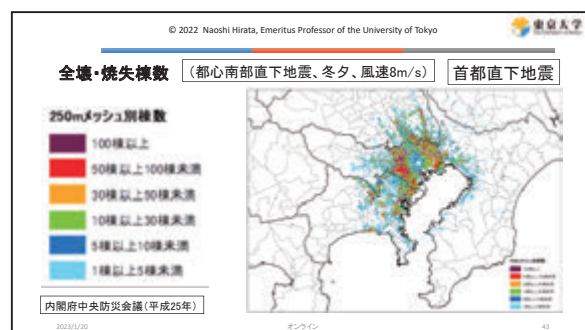 © 2022 Naoshi Hirata, Emeritus Professor of the University of Tokyo
東京大学
全壊・焼失棟数
(都心南部直下地震、冬夕、風速8m/s)
首都直下地震
250mメッシュ別棟数
100棟以上
50棟以上100棟未満
30棟以上50棟未満
10棟以上30棟未満
5棟以上10棟未満
1棟以上5棟未満
内閣府中央防災会議(平成25年)
2023/1/20
オンライン
43